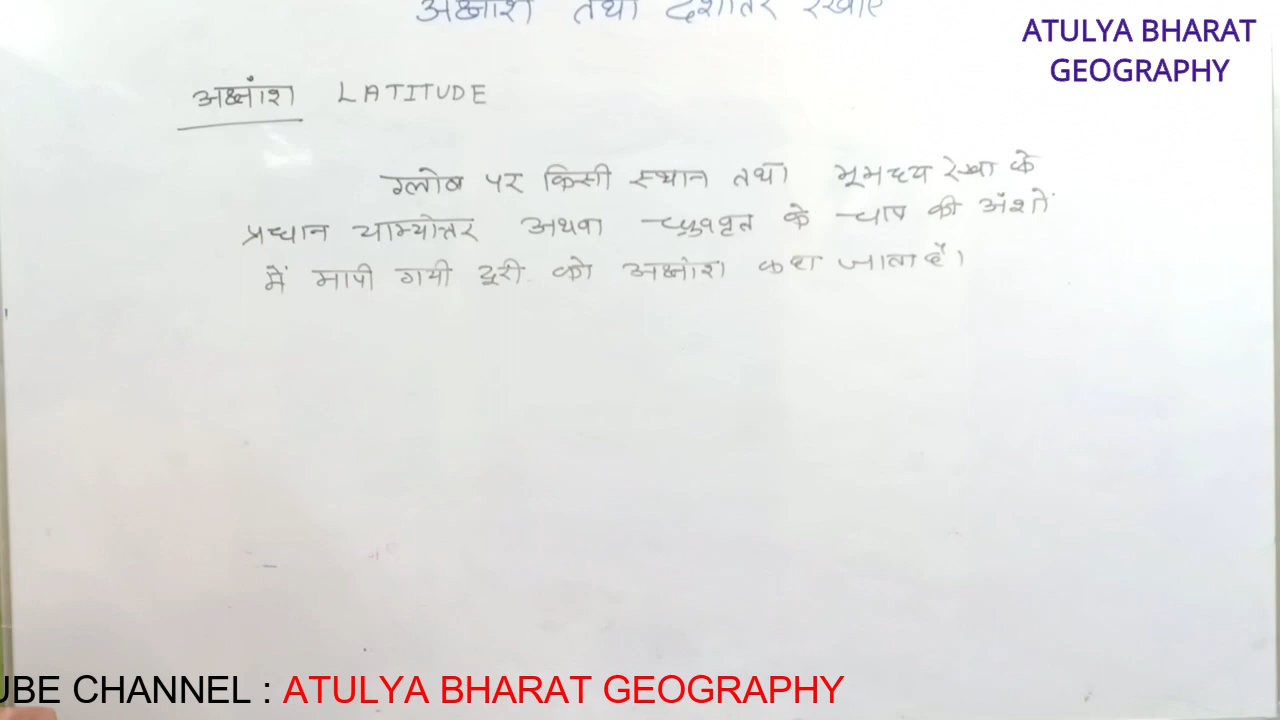 अक्षांश तथा देशांतर रेखाएँ
ATULYA BHARAT
GEOGRAPHY
अक्षांश LATITUDE
ग्लोब पर किसी स्थान तथा भूमध्य रेखा के
प्रधान याम्योत्तर अथवा ध्रुववृत के चाप की अंशों
में मापी गयी दूरी को अक्षांश कहा जाता है।
UBE CHANNEL : ATULYA BHARAT GEOGRAPHY